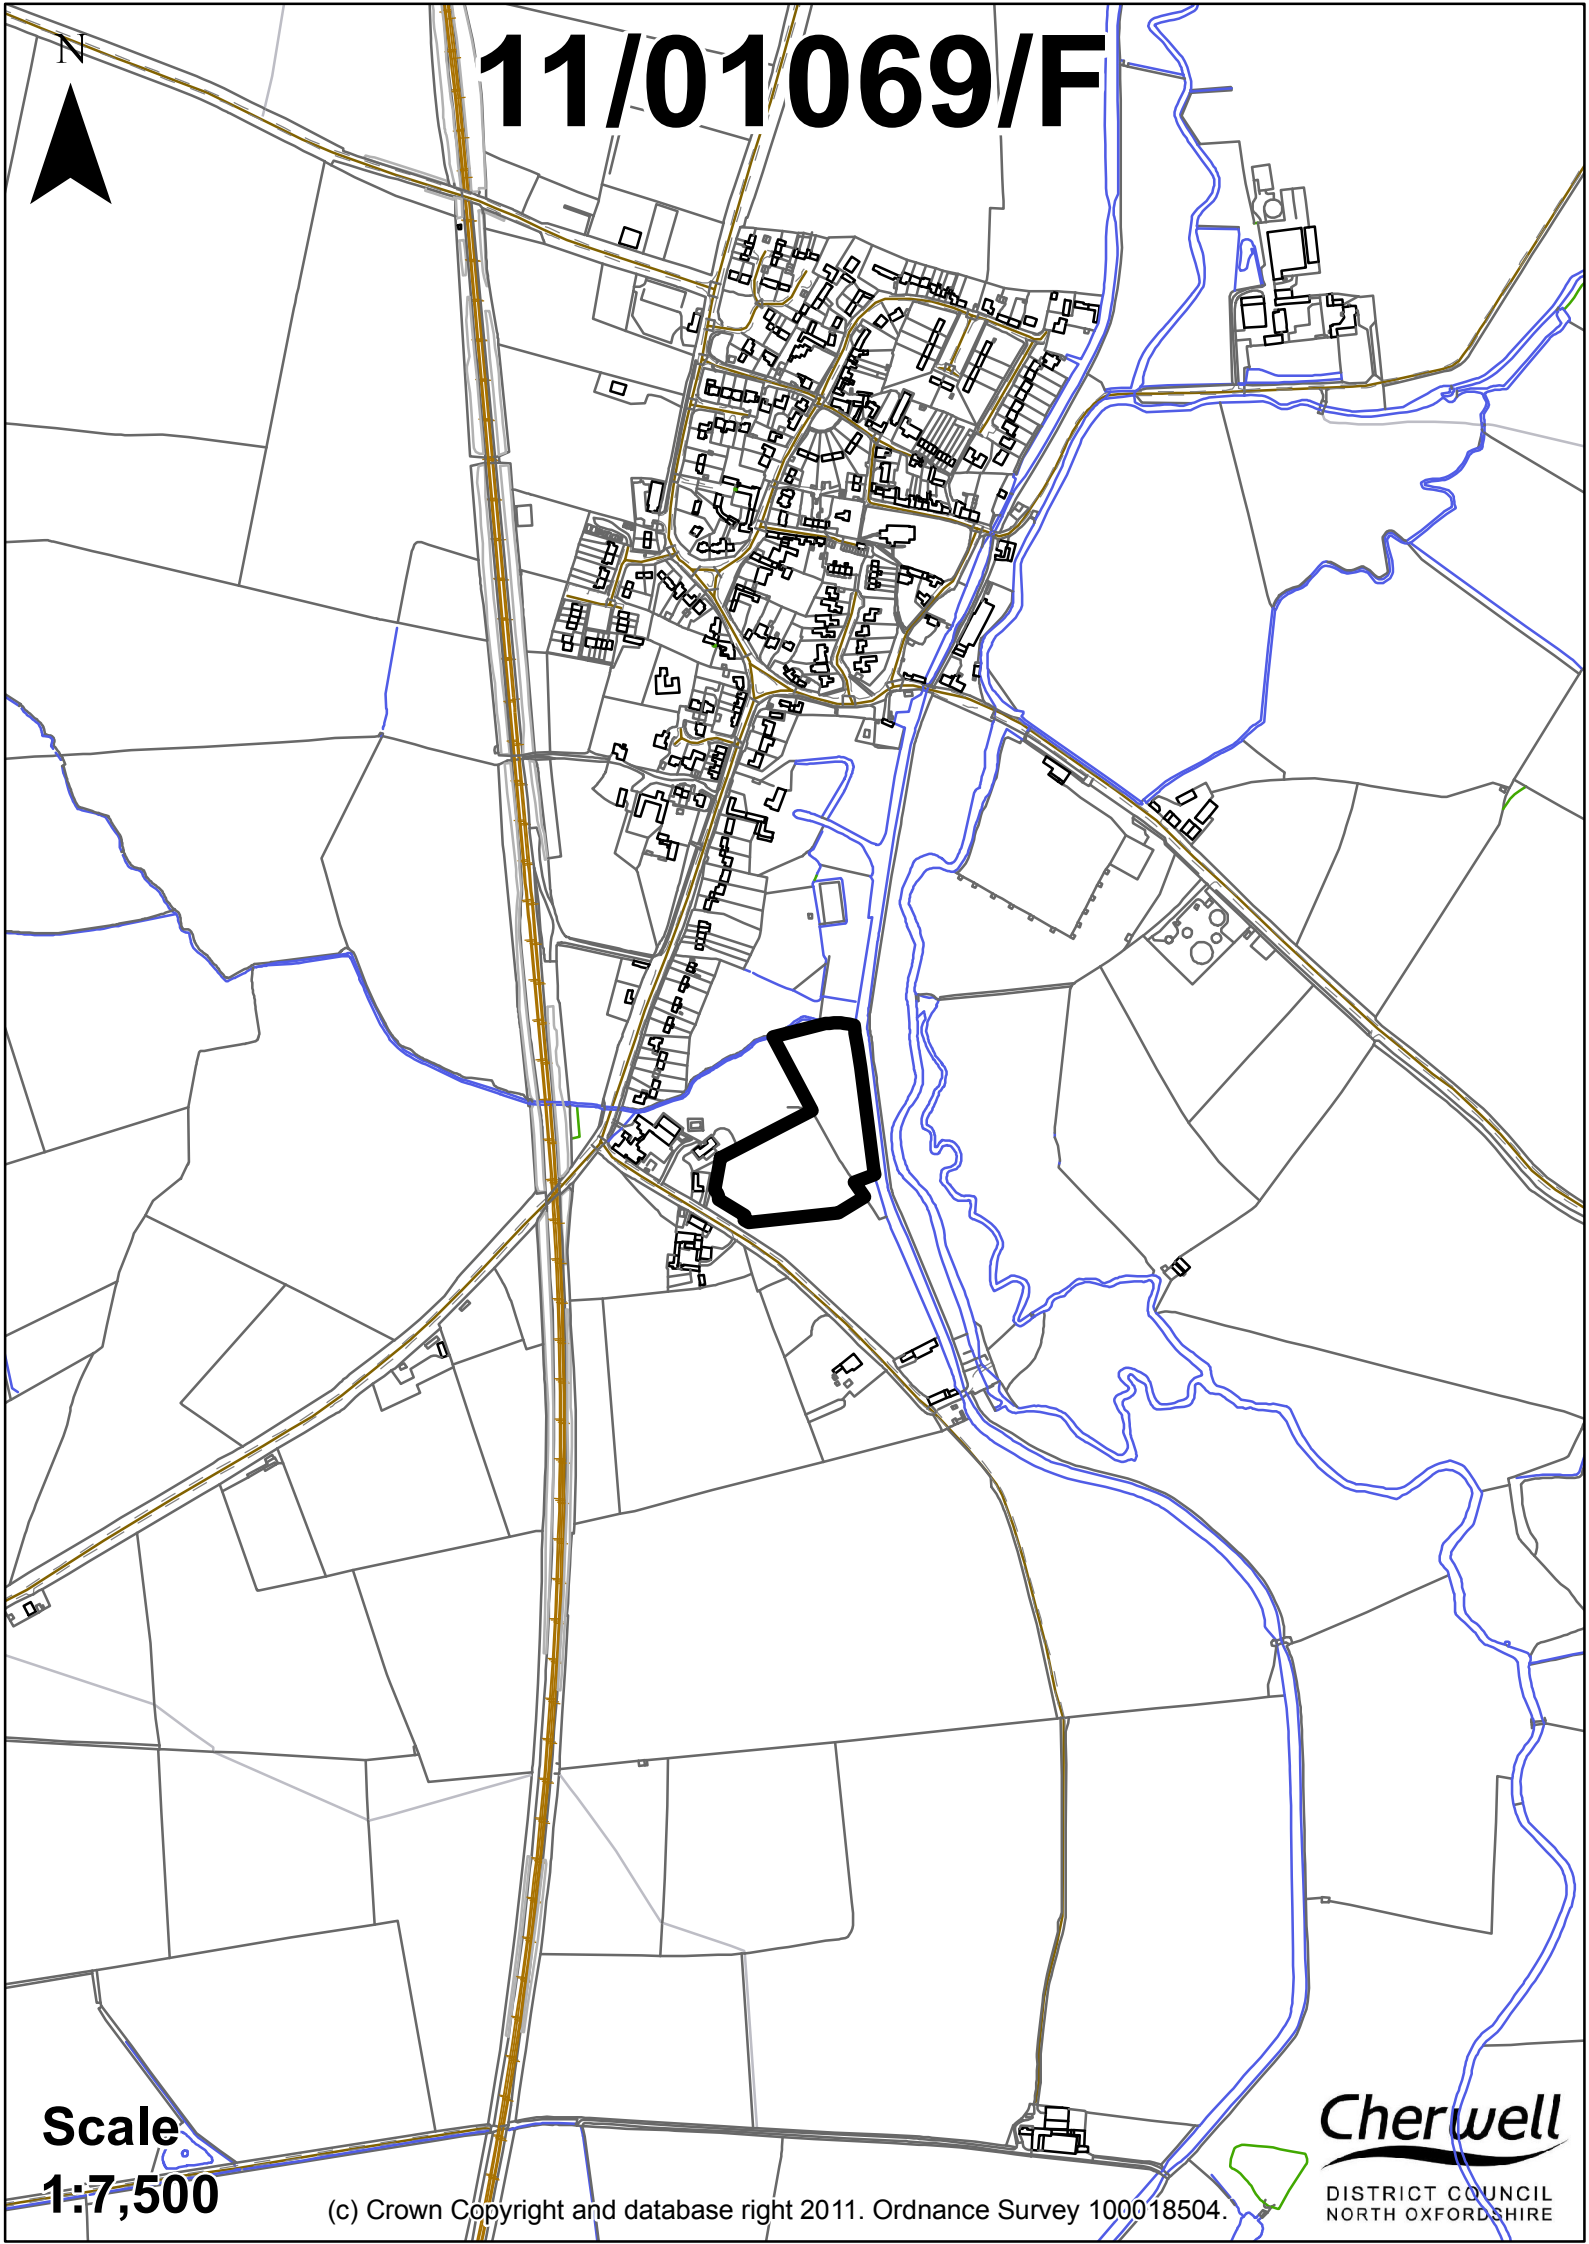 11/01069/F
N
Scale
1:7,500
(c) Crown Copyright and database right 2011. Ordnance Survey 100018504.
Cherwell
DISTRICT COUNCIL
NORTH OXFORDSHIRE